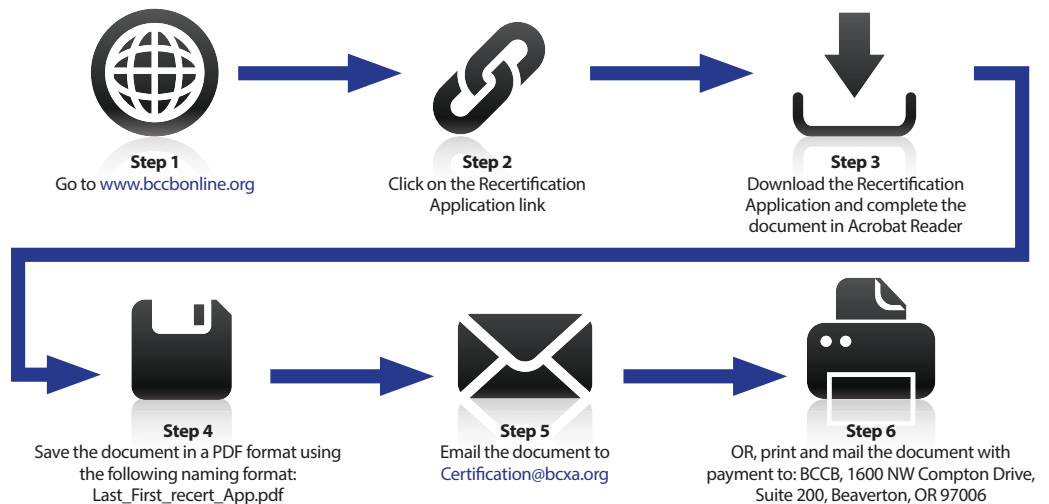 Step 1
Go to www.bccbonline.org
Step 2
Click on the Recertification
Application link
Step 3
Download the Recertification
Application and complete the
document in Acrobat Reader
Step 4
Save the document in a PDF format using
the following naming format:
Last_First_recert_App.pdf
Step 5
Email the document to
Certification@bcxa.org
Step 6
OR, print and mail the document with
payment to: BCCB, 1600 NW Compton Drive,
Suite 200, Beaverton, OR 97006